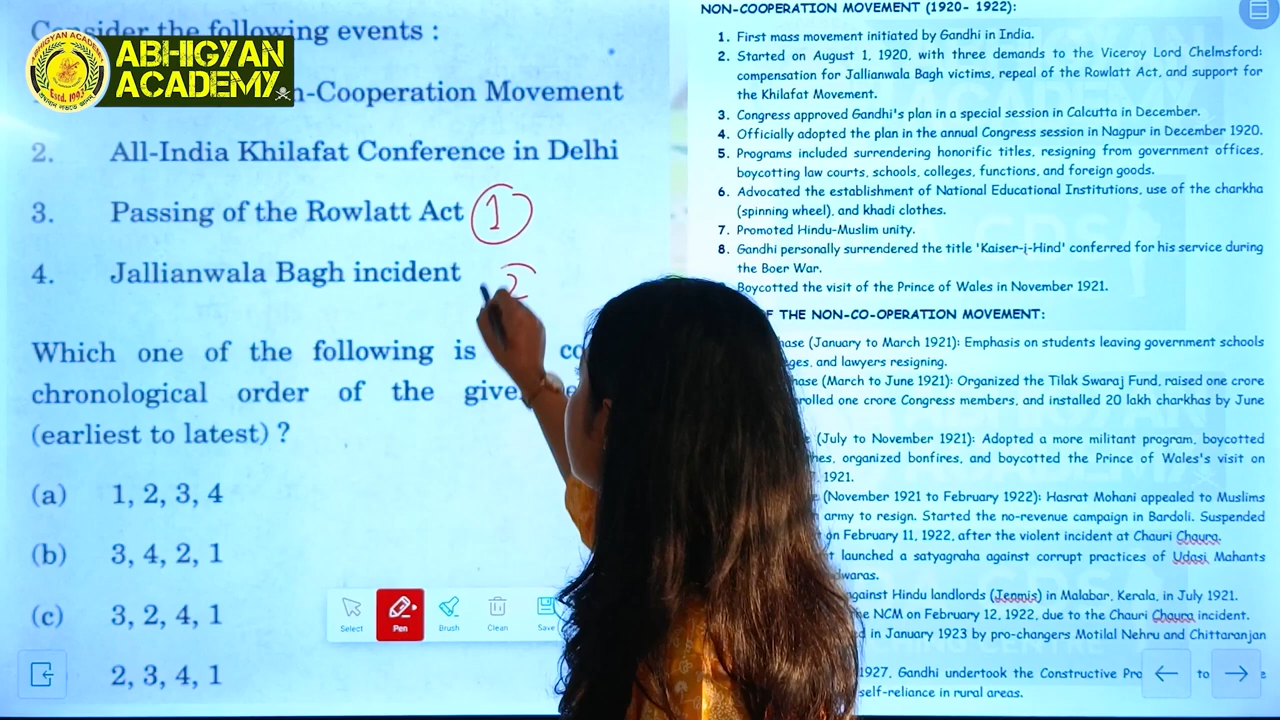 Consider the following events :
ABHIGYAN ACADEMY
ABHIGYAN
ACADEMY
Estd. 1992
n-Cooperation Movement
2. All-India Khilafat Conference in Delhi
3. Passing of the Rowlatt Act 1
4. Jallianwala Bagh incident 2
Which one of the following is co
chronological order of the give
(earliest to latest) ?
(a) 1, 2, 3, 4
(b) 3, 4, 2, 1
(c) 3, 2, 4, 1
2, 3, 4, 1
Select Pen Brush Clean Save
NON-COOPERATION MOVEMENT (1920- 1922):
1. First mass movement initiated by Gandhi in India.
2. Started on August 1, 1920, with three demands to the Viceroy Lord Chelmsford:
compensation for Jallianwala Bagh victims, repeal of the Rowlatt Act, and support for
the Khilafat Movement.
3. Congress approved Gandhi's plan in a special session in Calcutta in December.
4. Officially adopted the plan in the annual Congress session in Nagpur in December 1920.
5. Programs included surrendering honorific titles, resigning from government offices,
boycotting law courts, schools, colleges, functions, and foreign goods.
6. Advocated the establishment of National Educational Institutions, use of the charkha
(spinning wheel), and khadi clothes.
7. Promoted Hindu-Muslim unity.
8. Gandhi personally surrendered the title 'Kaiser-i-Hind' conferred for his service during
the Boer War.
Boycotted the visit of the Prince of Wales in November 1921.
F THE NON-CO-OPERATION MOVEMENT:
hase (January to March 1921): Emphasis on students leaving government schools
ges, and lawyers resigning.
hase (March to June 1921): Organized the Tilak Swaraj Fund, raised one crore
rolled one crore Congress members, and installed 20 lakh charkhas by June
(July to November 1921): Adopted a more militant program, boycotted
hes, organized bonfires, and boycotted the Prince of Wales's visit on
, 1921.
(November 1921 to February 1922): Hasrat Mohani appealed to Muslims
army to resign. Started the no-revenue campaign in Bardoli. Suspended
on February 11, 1922, after the violent incident at Chauri Chaura.
t launched a satyagraha against corrupt practices of Udasi Mahants
dwaras.
gainst Hindu landlords (Jenmis) in Malabar, Kerala, in July 1921.
he NCM on February 12, 1922, due to the Chauri Chaura incident.
d in January 1923 by pro-changers Motilal Nehru and Chittaranjan
1927, Gandhi undertook the Constructive Pro to e
self-reliance in rural areas.